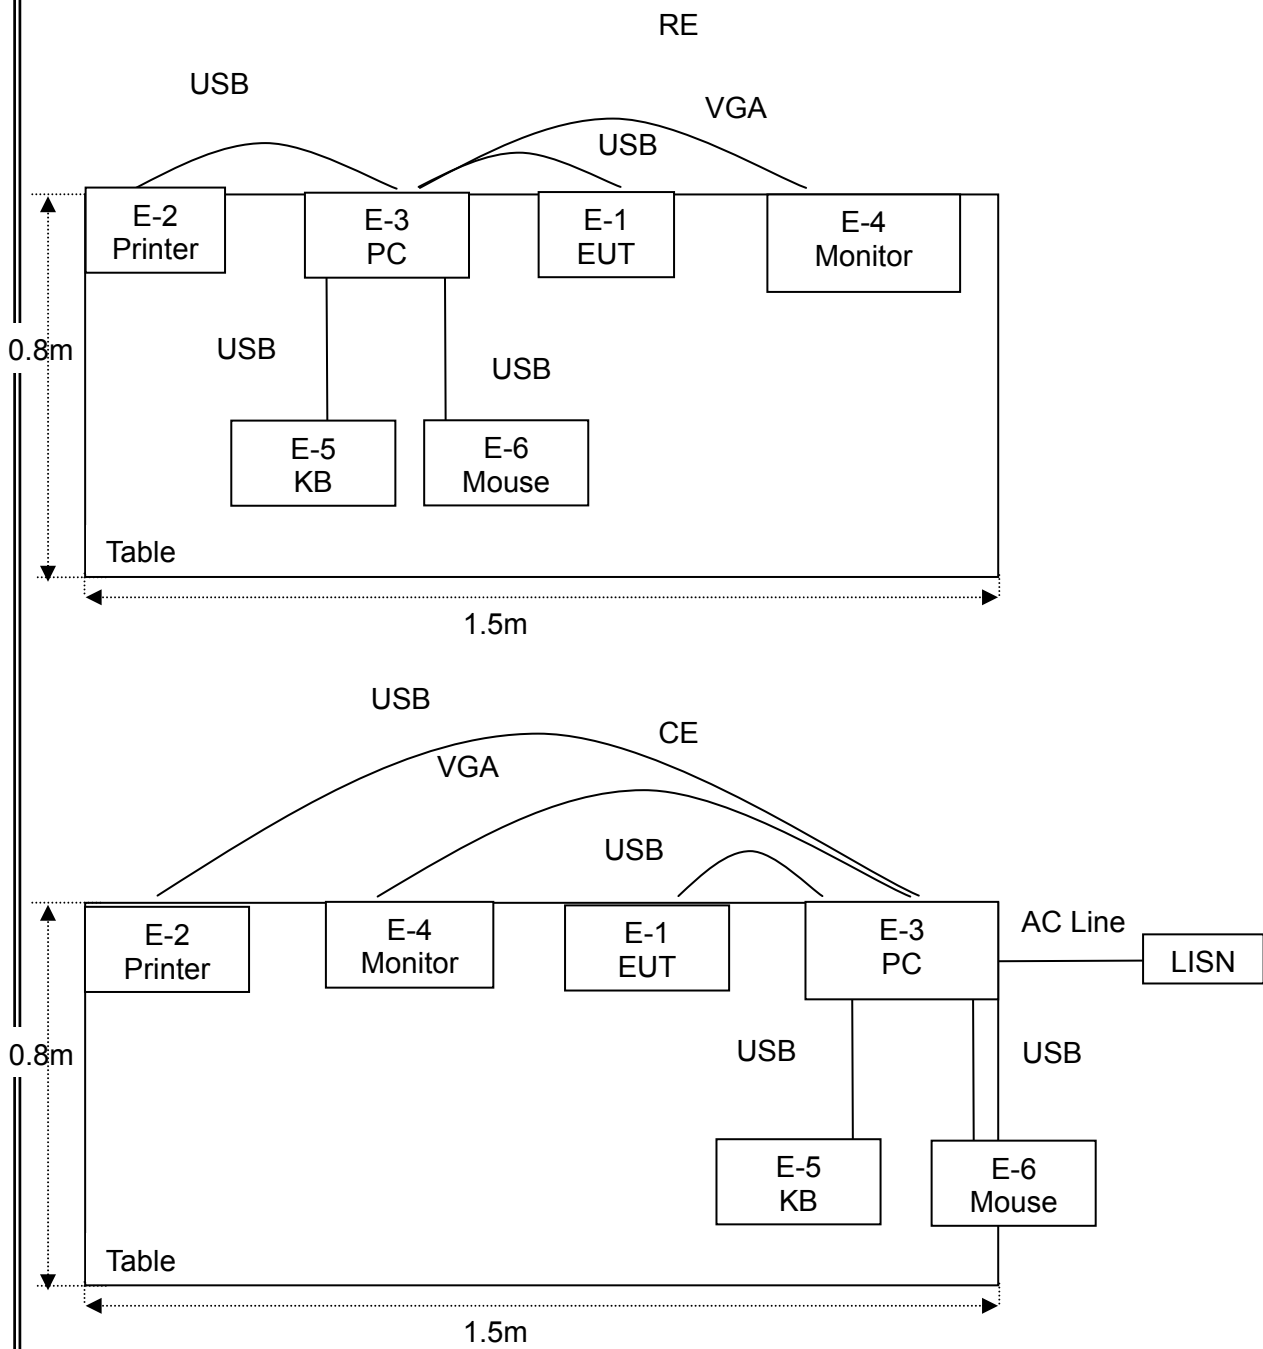 RE
USB
VGA
USB
E-2
Printer
E-3
PC
E-1
EUT
E-4
Monitor
0.8m
USB
USB
E-5
KB
E-6
Mouse
Table
1.5m
USB
CE
VGA
USB
E-2
Printer
E-4
Monitor
E-1
EUT
E-3
PC
AC Line
LISN
0.8m
USB
USB
E-5
KB
E-6
Mouse
Table
1.5m